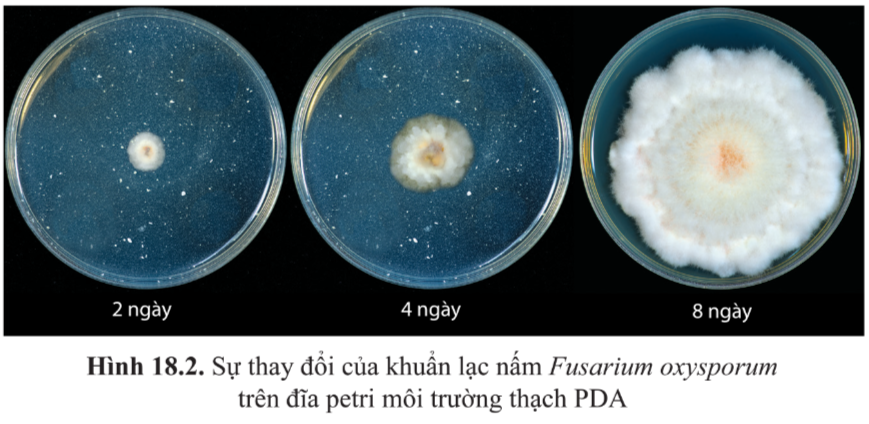 2 ngày
4 ngày
8 ngày
Hình 18.2. Sự thay đổi của khuẩn lạc nấm Fusarium oxysporum
trên đĩa petri môi trường thạch PDA